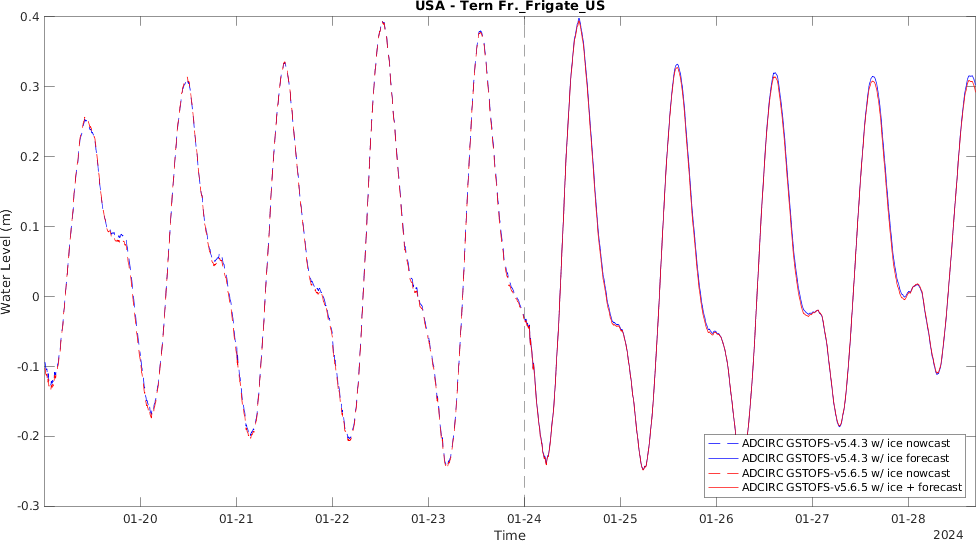 USA - Tern Fr._Frigate_US
0.4
0.3
0.2
0.1
0
-0.1
-0.2
-0.3
Water Level (m)
ADCIRC GSTOFS-v5.4.3 w/ ice nowcast
ADCIRC GSTOFS-v5.4.3 w/ ice forecast
ADCIRC GSTOFS-v5.6.5 w/ ice nowcast
ADCIRC GSTOFS-v5.6.5 w/ ice + forecast
01-20 01-21 01-22 01-23 01-24 01-25 01-26 01-27 01-28
Time
2024